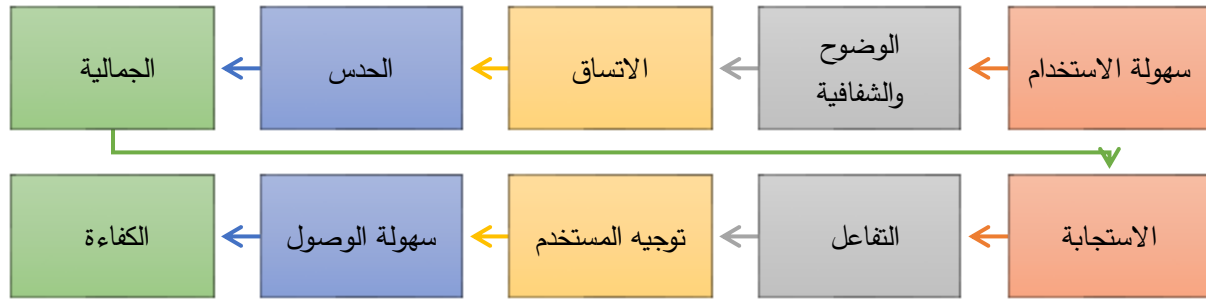 سهولة الاستخدام
الوضوح
والشفافية
الاتساق
الحدس
الجمالية
الاستجابة
التفاعل
توجيه المستخدم
سهولة الوصول
الكفاءة